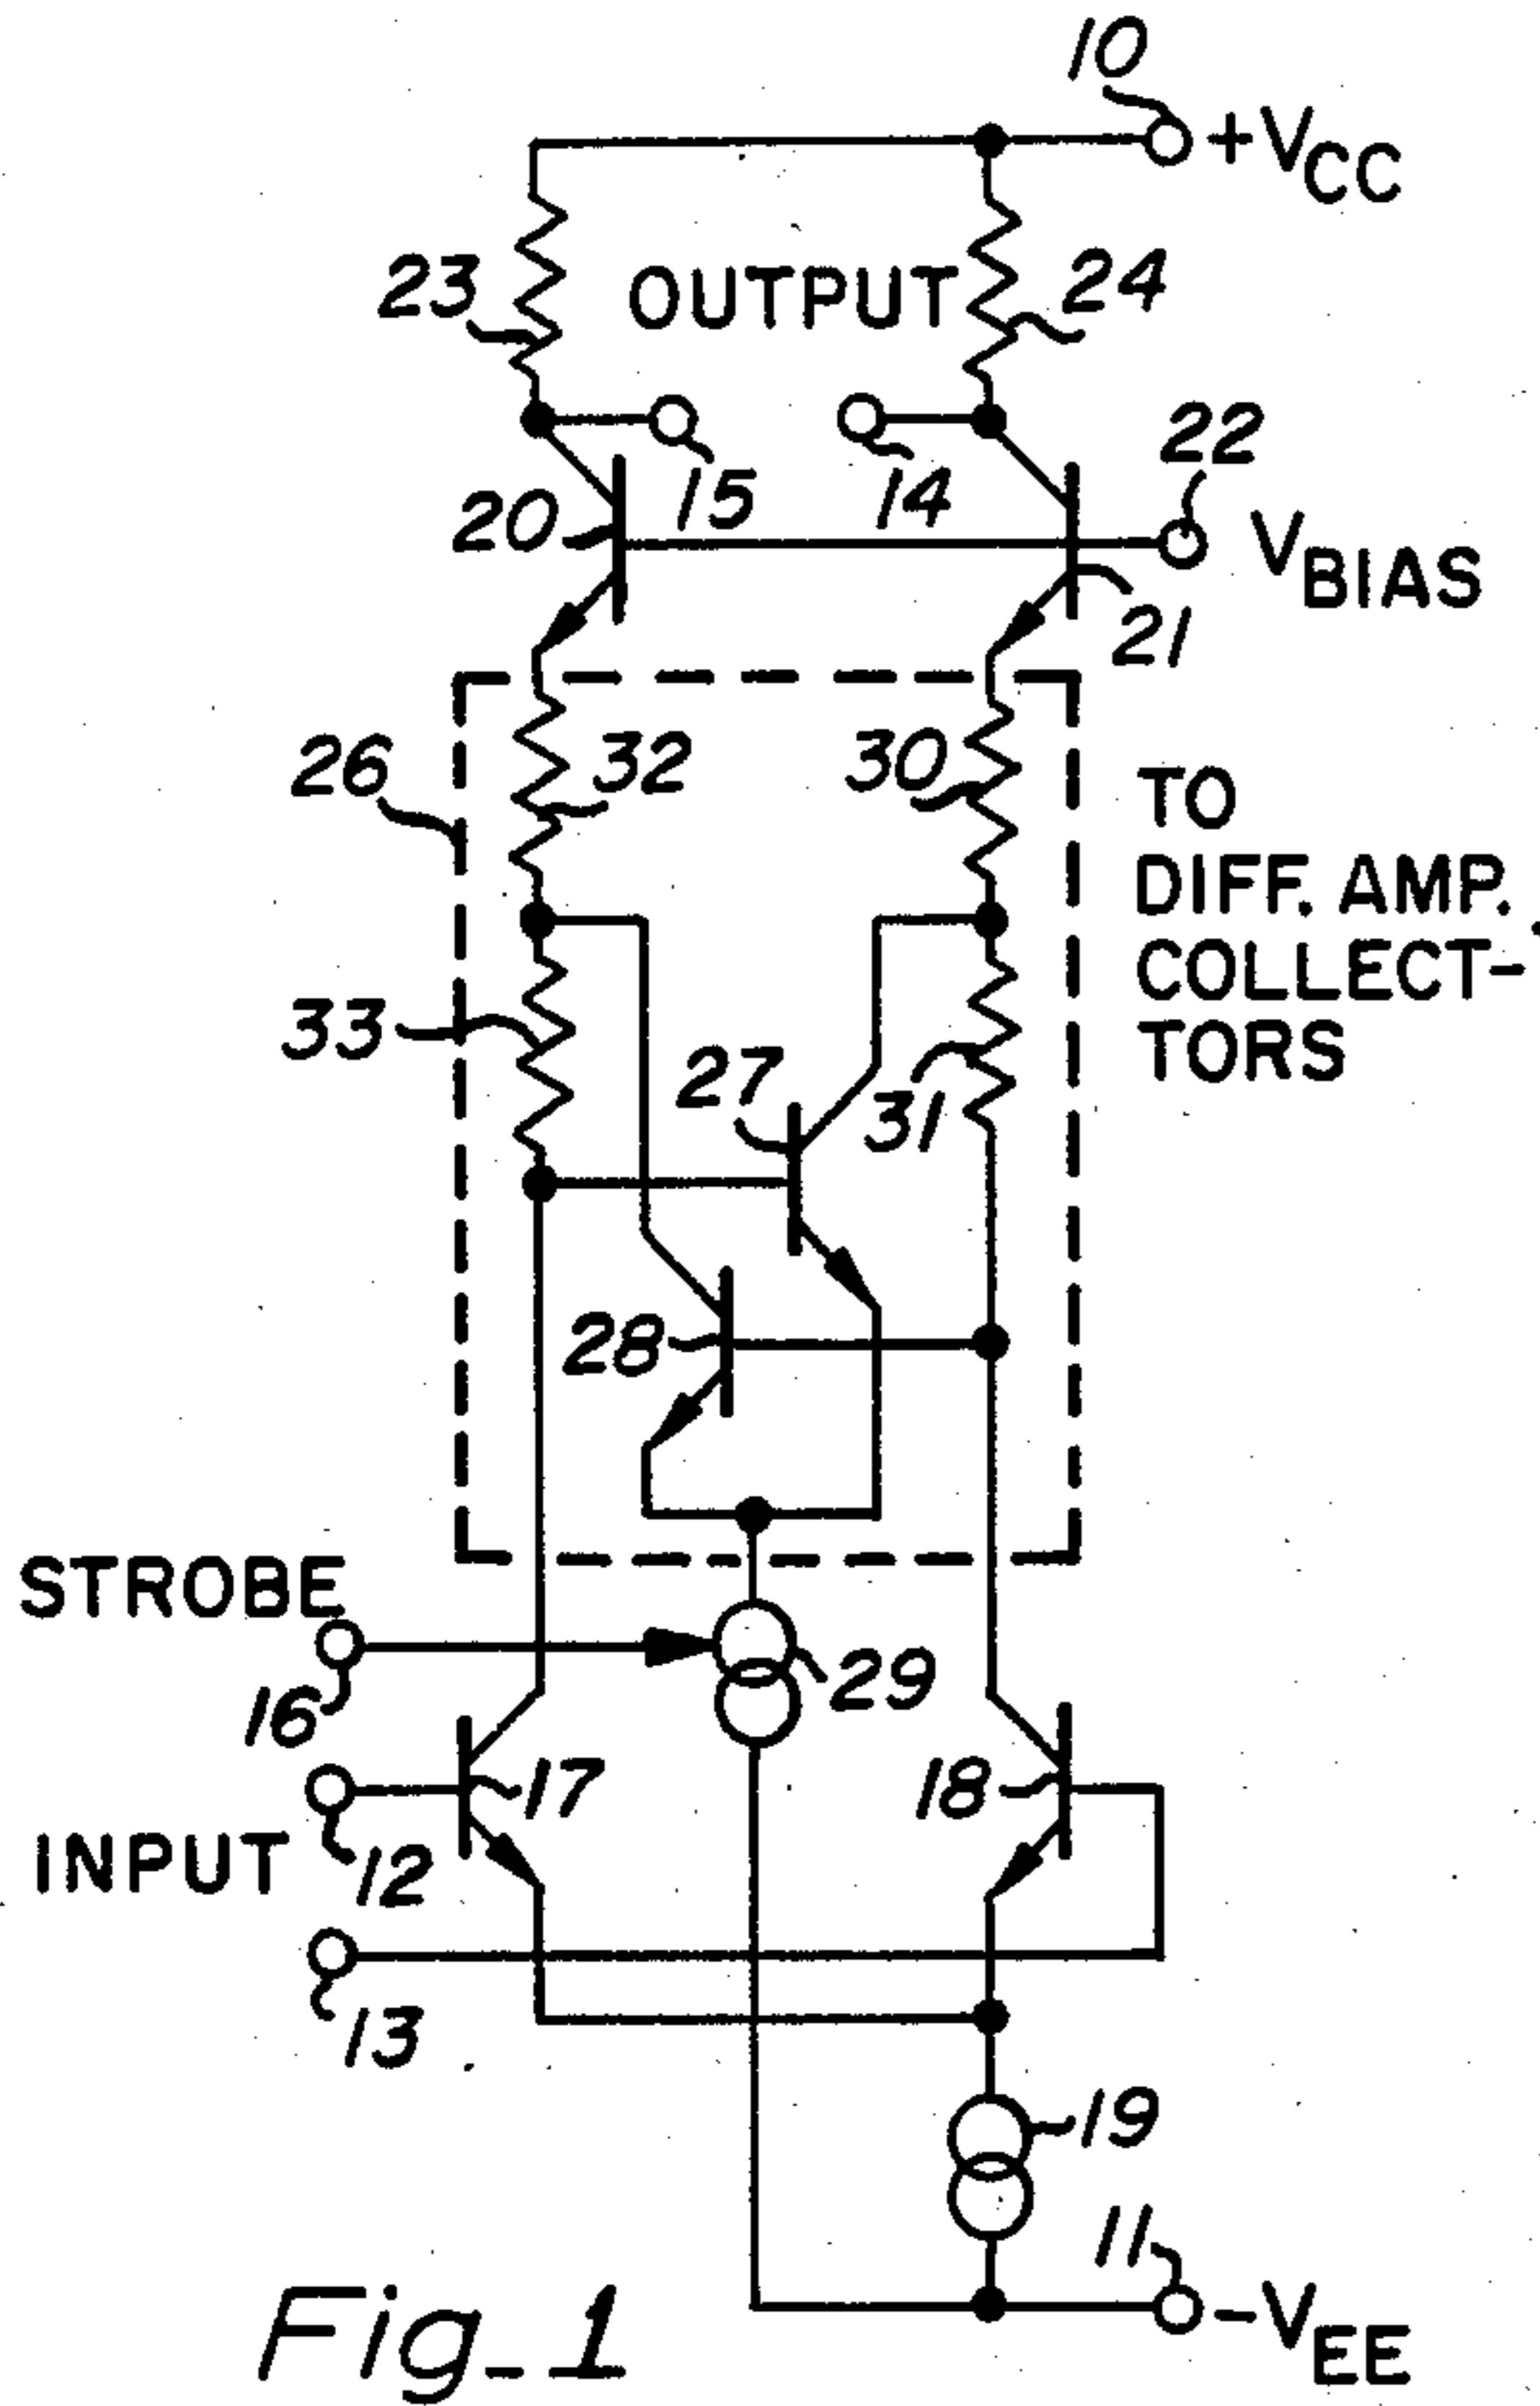 10
+VCC
23
OUTPUT
24
15
14
22
20
VBIAS
21
26
32
30
TO
DIFF. AMP.
COLLECT-
TORS
33
27
31
28
STROBE
29
16
17
18
INPUT
12
13
19
11
-VEE
Fig_1